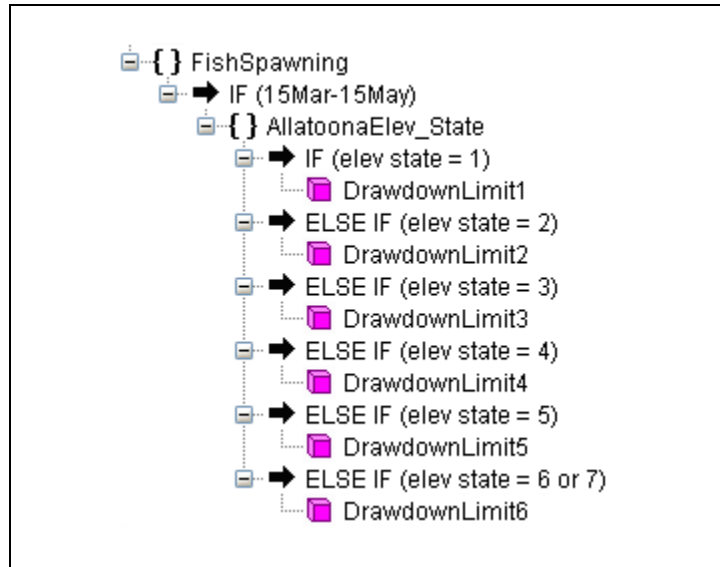 { } FishSpawning
IF (15Mar-15May)
{ } AllatoonaElev_State
IF (elev state = 1)
DrawdownLimit1
ELSE IF (elev state = 2)
DrawdownLimit2
ELSE IF (elev state = 3)
DrawdownLimit3
ELSE IF (elev state = 4)
DrawdownLimit4
ELSE IF (elev state = 5)
DrawdownLimit5
ELSE IF (elev state = 6 or 7)
DrawdownLimit6